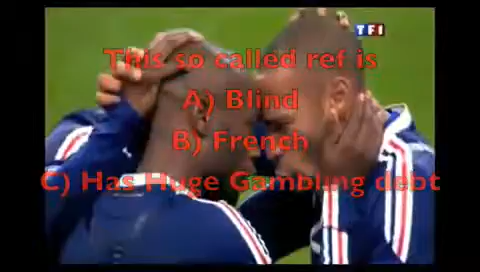 TF1
This so called ref is
A) Blind
B) French
C) Has Huge Gambling debt